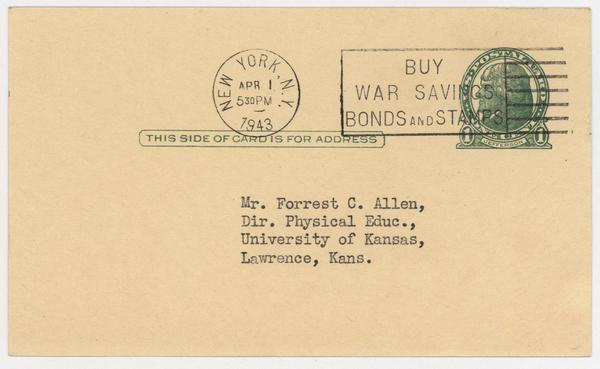 NEW YORK, N.Y.
APR 1
530PM
1943
BUY
WAR SAVINGS
BONDS AND STAMPS
THIS SIDE OF CARD IS FOR ADDRESS
JEFFERSON
Mr. Forrest C. Allen,
Dir. Physical Educ.,
University of Kansas,
Lawrence, Kans.